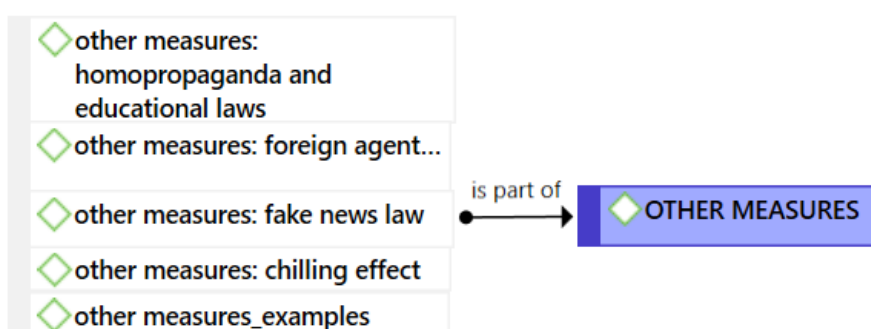 other measures:
homopropaganda and
educational laws
other measures: foreign agent...
other measures: fake news law
other measures: chilling effect
other measures_examples
is part of
OTHER MEASURES